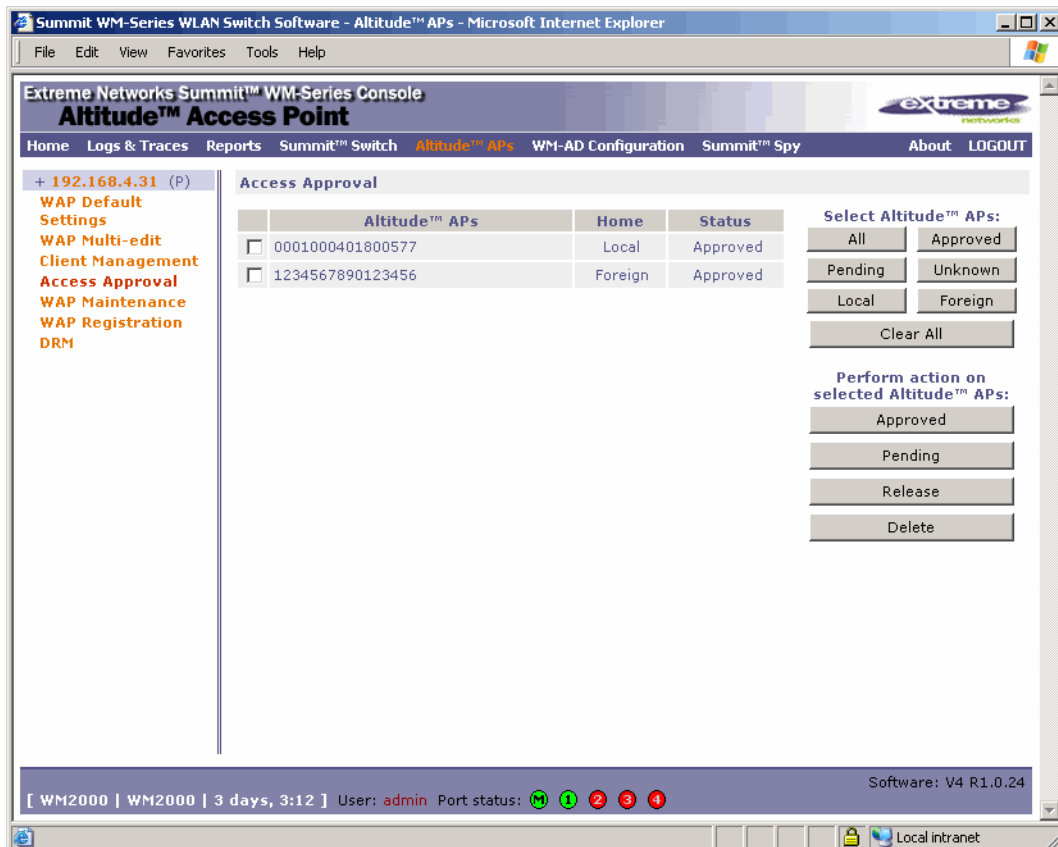 Summit WM-Series WLAN Switch Software - Altitude™ APs - Microsoft Internet Explorer
File Edit View Favorites Tools Help
Extreme Networks Summit™ WM-Series Console
Altitude™ Access Point
extreme
networks
Home Logs & Traces Reports Summit™ Switch Altitude™ APs WM-AD Configuration Summit™ Spy About LOGOUT
+ 192.168.4.31 (P)
WAP Default
Settings
WAP Multi-edit
Client Management
Access Approval
WAP Maintenance
WAP Registration
DRM
Access Approval
Altitude™ APs Home Status
0001000401800577 Local Approved
1234567890123456 Foreign Approved
Select Altitude™ APs:
All Approved
Pending Unknown
Local Foreign
Clear All
Perform action on
selected Altitude™ APs:
Approved
Pending
Release
Delete
Software: V4 R1.0.24
[ WM2000 | WM2000 | 3 days, 3:12 ] User: admin Port status: M 1 2 3 4
Local intranet